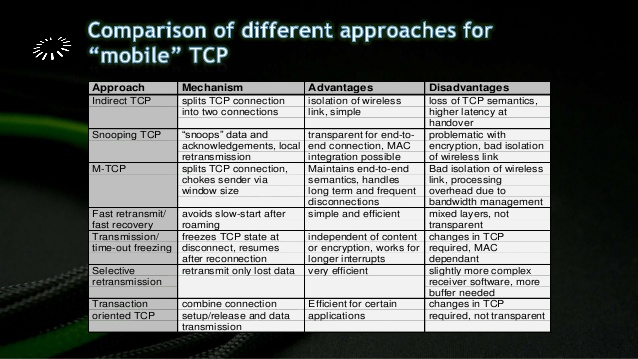 Comparison of different approaches for
“mobile” TCP
Approach Mechanism Advantages Disadvantages
Indirect TCP splits TCP connection isolation of wireless loss of TCP semantics,
into two connections link, simple higher latency at
handover
Snooping TCP “snoops” data and transparent for end-to- problematic with
acknowledgements, local end connection, MAC encryption, bad isolation
retransmission integration possible of wireless link
M-TCP splits TCP connection, Maintains end-to-end Bad isolation of wireless
chokes sender via semantics, handles link, processing
window size long term and frequent overhead due to
disconnections bandwidth management
Fast retransmit/ avoids slow-start after simple and efficient mixed layers, not
fast recovery roaming transparent
Transmission/ freezes TCP state at independent of content changes in TCP
time-out freezing disconnect, resumes or encryption, works for required, MAC
after reconnection longer interrupts dependant
Selective retransmit only lost data very efficient slightly more complex
retransmission receiver software, more
buffer needed
Transaction combine connection Efficient for certain changes in TCP
oriented TCP setup/release and data applications required, not transparent
transmission